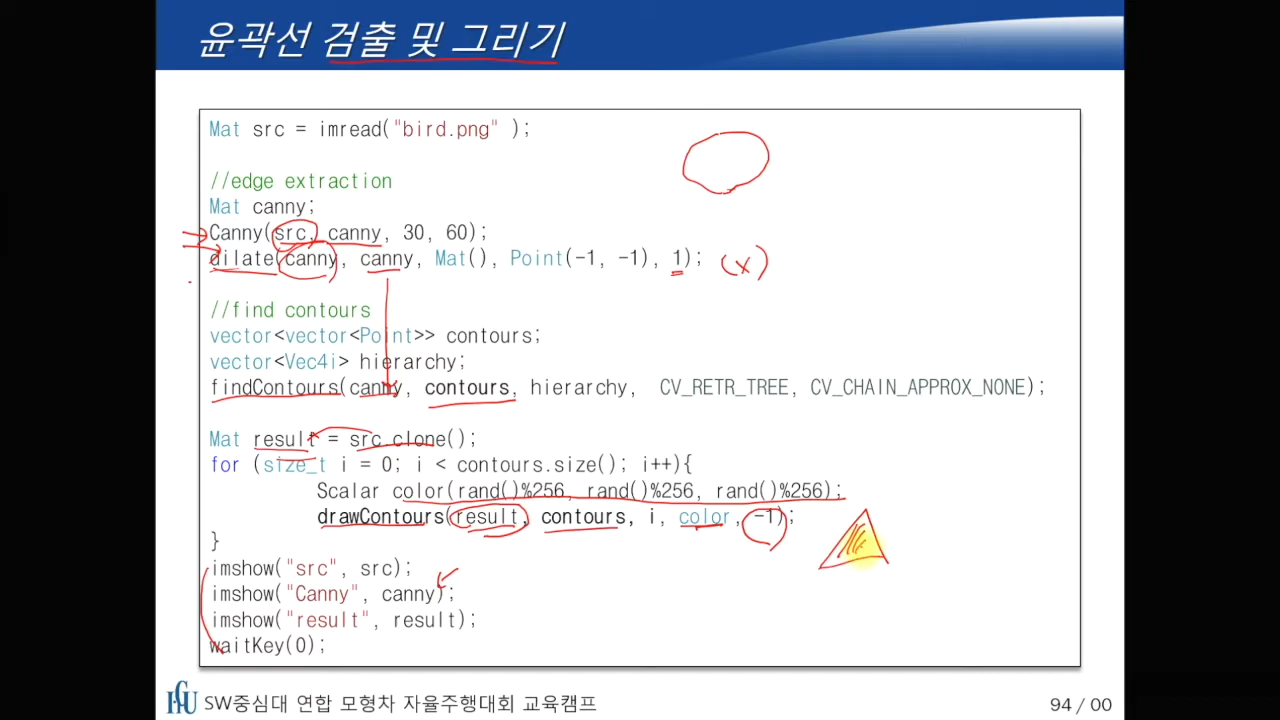 윤곽선 검출 및 그리기
Mat src = imread("bird.png" );
//edge extraction
Mat canny;
Canny(src, canny, 30, 60);
dilate(canny, canny, Mat(), Point(-1, -1), 1); (x)
//find contours
vector<vector<Point>> contours;
vector<Vec4i> hierarchy;
findContours(canny, contours, hierarchy, CV_RETR_TREE, CV_CHAIN_APPROX_NONE);
Mat result = src.clone();
for (size_t i = 0; i < contours.size(); i++){
Scalar color(rand()%256, rand()%256, rand()%256);
drawContours(result, contours, i, color, -1);
}
imshow("src", src);
imshow("Canny", canny);
imshow("result", result);
waitKey(0);
HGU SW중심대 연합 모형차 자율주행대회 교육캠프
94 / 00